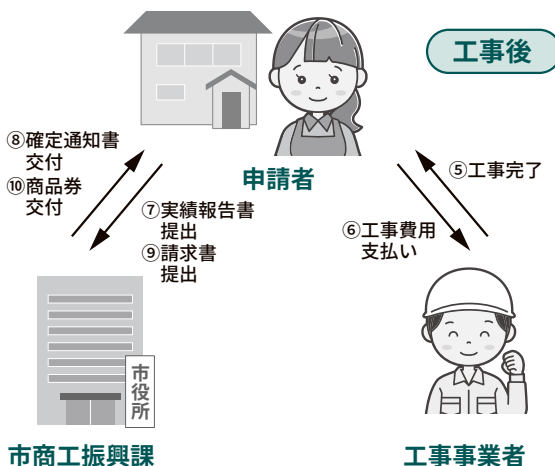 工事後
⑧確定通知書
交付
⑩商品券
交付
申請者
⑤工事完了
⑦実績報告書
提出
⑨請求書
提出
⑥工事費用
支払い
市役所
市商工振興課
工事事業者